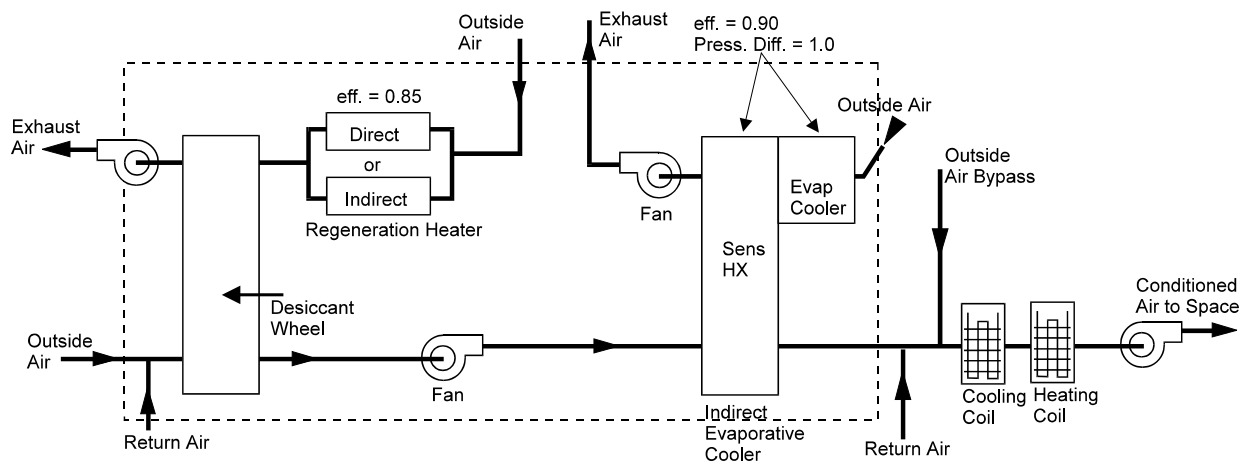 Outside
Air
Exhaust
Air
eff. = 0.90
Press. Diff. = 1.0
eff. = 0.85
Outside Air
Exhaust
Air
Direct
or
Indirect
Regeneration Heater
Fan
Evap
Cooler
Outside
Air Bypass
Sens
HX
Desiccant
Wheel
Conditioned
Air to Space
Outside
Air
Fan
Return Air
Indirect
Evaporative
Cooler
Return Air
Cooling
Coil
Heating
Coil